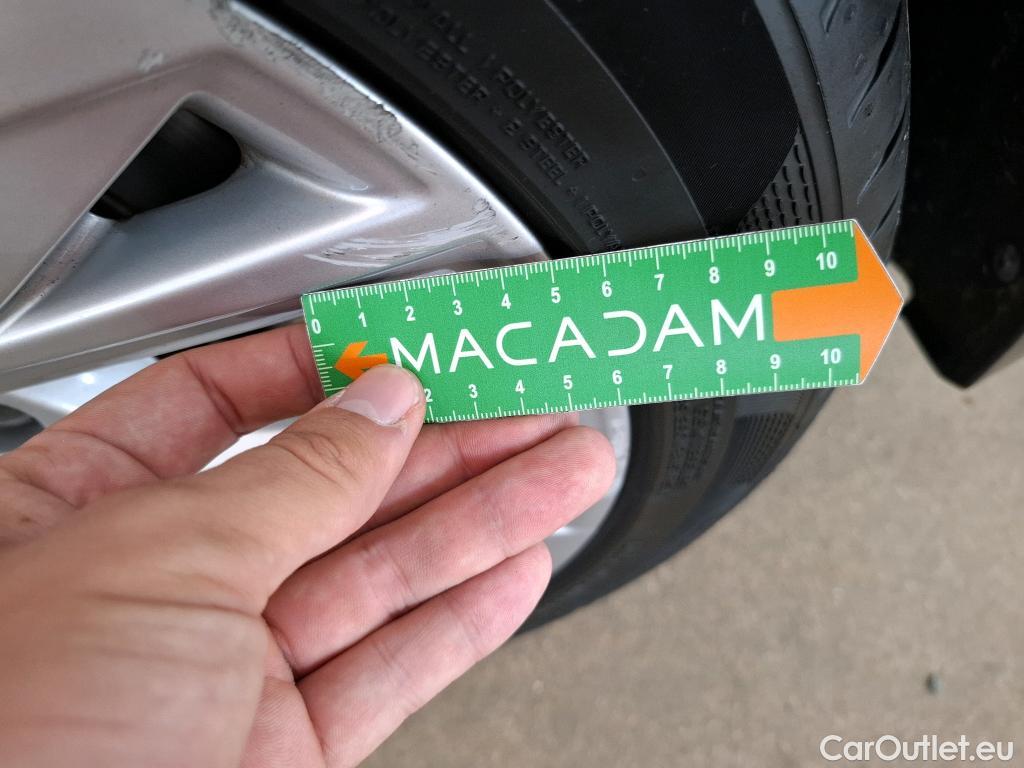 1 POLYESTER
POLYESTER - 2 STEEL + 1 POLY
0 1 2 3 4 5 6 7 8 9 10
MACADAM
2 3 4 5 6 7 8 9 10
CarOutlet.eu